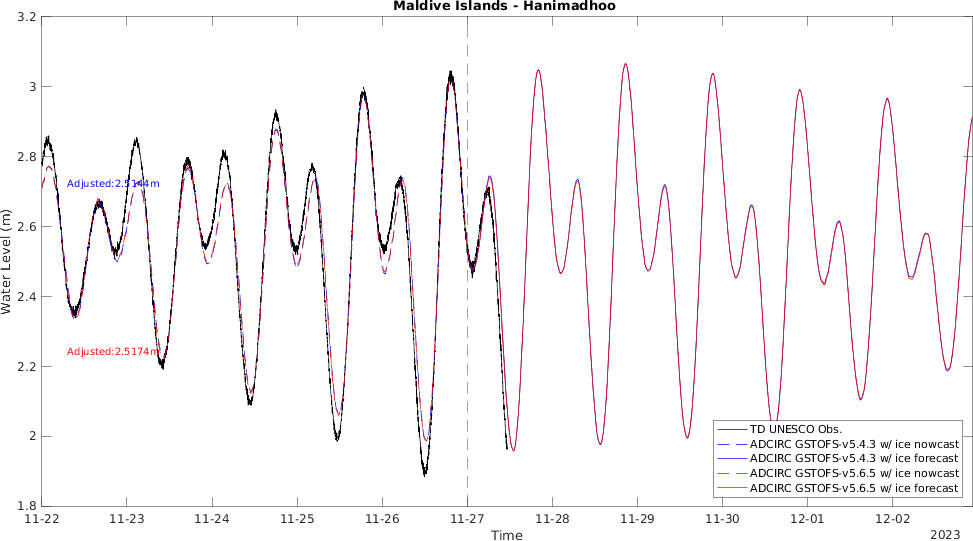 Maldive Islands - Hanimadhoo
3.2
3
2.8
2.6
2.4
2.2
2
1.8
Water Level (m)
Adjusted:2.5144m
Adjusted:2.5174m
TD UNESCO Obs.
ADCIRC GSTOFS-v5.4.3 w/ ice nowcast
ADCIRC GSTOFS-v5.4.3 w/ ice forecast
ADCIRC GSTOFS-v5.6.5 w/ ice nowcast
ADCIRC GSTOFS-v5.6.5 w/ ice forecast
11-22 11-23 11-24 11-25 11-26 11-27 11-28 11-29 11-30 12-01 12-02
Time
2023